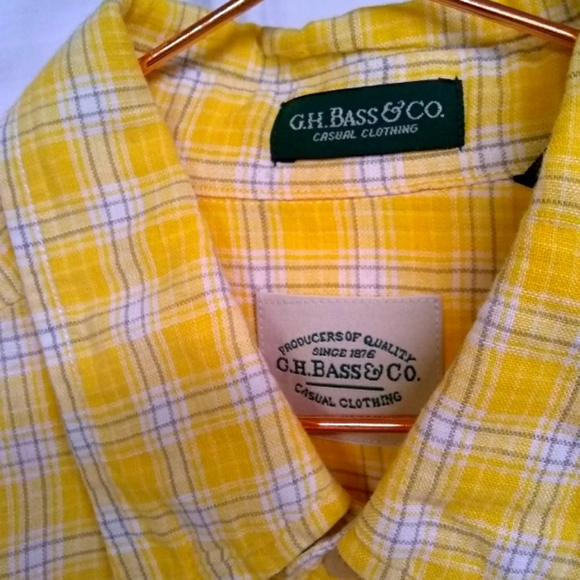 G.H. BASS & CO.
CASUAL CLOTHING
PRODUCERS OF QUALITY
SINCE 1876
G.H. BASS & CO.
CASUAL CLOTHING